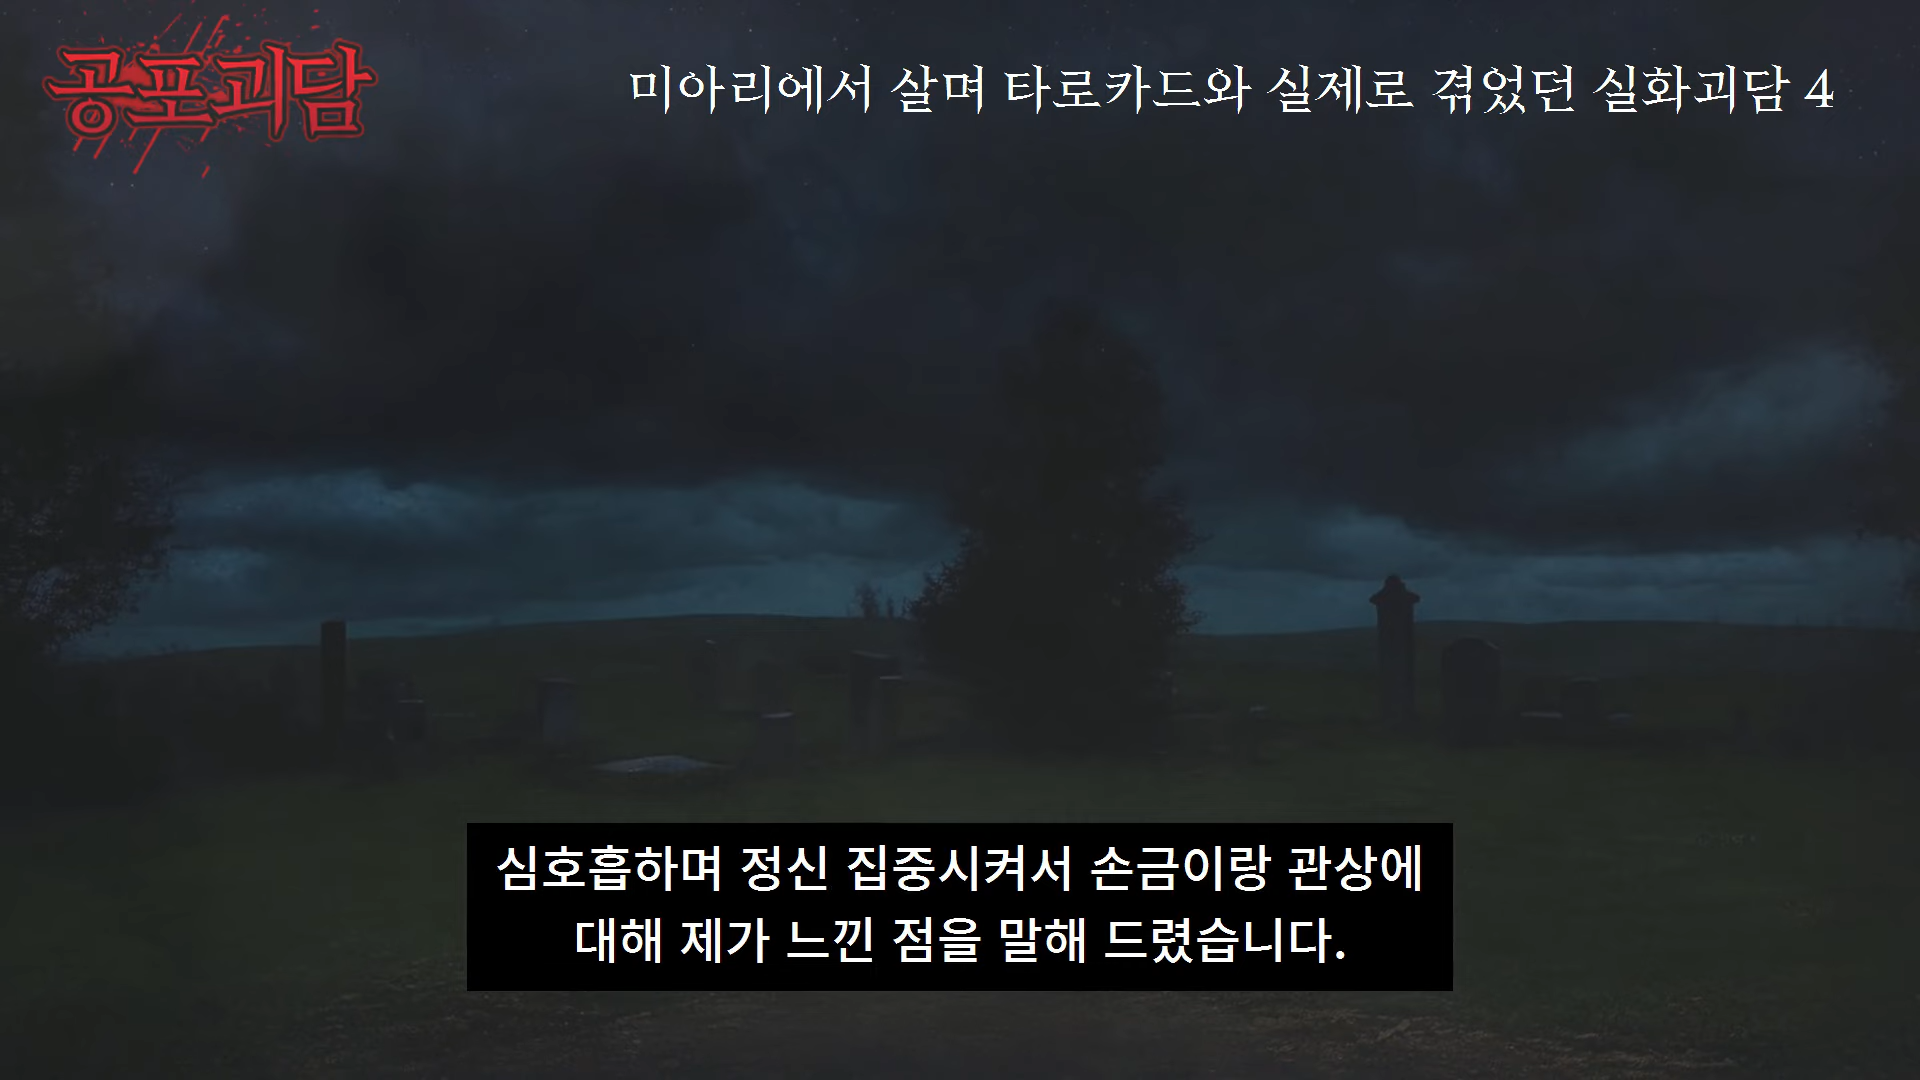 공포괴담
미아리에서 살며 타로카드와 실제로 겪었던 실화괴담 4
심호흡하며 정신 집중시켜서 손금이랑 관상에
대해 제가 느낀 점을 말해 드렸습니다.